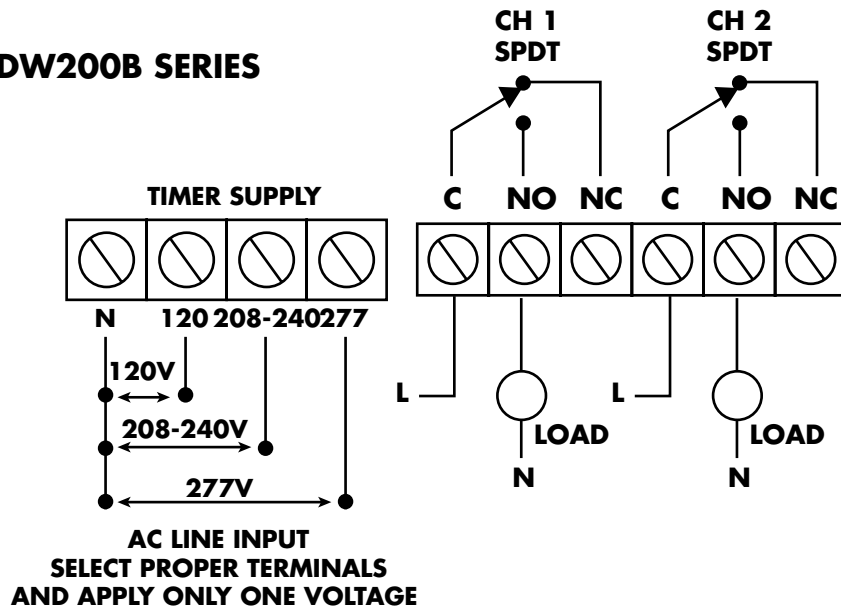 DW200B SERIES
CH 1
SPDT
CH 2
SPDT
TIMER SUPPLY
C NO NC C NO NC
N 120 208-240 277
120V
208-240V
277V
L
LOAD
N
L
LOAD
N
AC LINE INPUT
SELECT PROPER TERMINALS
AND APPLY ONLY ONE VOLTAGE